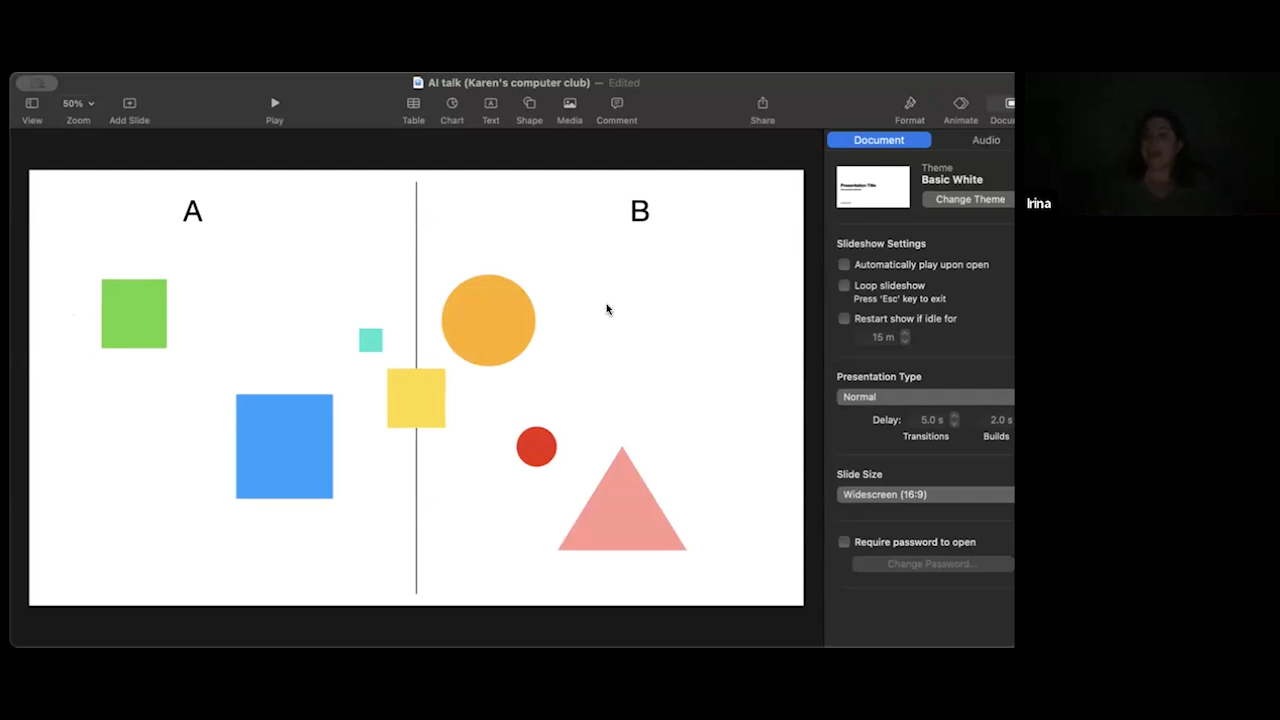 AI talk (Karen's computer club) — Edited
50%
View Zoom Add Slide Play Table Chart Text Shape Media Comment Share Format Animate Docu
Document Audio
Presentation Title
Theme
Basic White
Change Theme
Irina
A B
Slideshow Settings
Automatically play upon open
Loop slideshow
Press 'Esc' key to exit
Restart show if idle for
15 m
Presentation Type
Normal
Delay: 5.0 s 2.0 s
Transitions Builds
Slide Size
Widescreen (16:9)
Require password to open
Change Password...